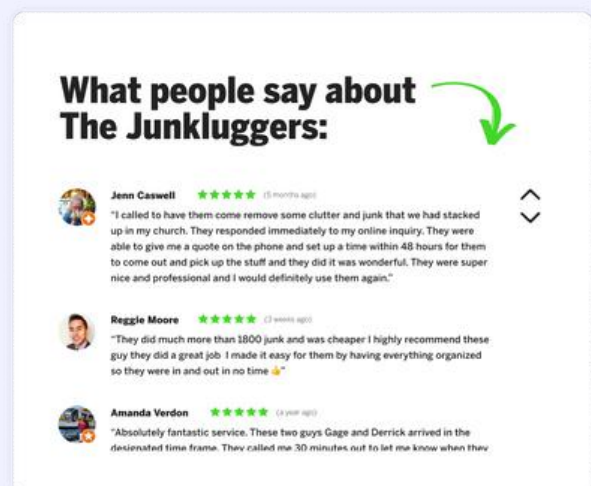 What people say about
The Junkluggers:
Jenn Caswell (5 months ago)
"I called to have them come remove some clutter and junk that we had stacked
up in my church. They responded immediately to my online inquiry. They were
able to give me a quote on the phone and set up a time within 48 hours for them
to come out and pick up the stuff and they did it was wonderful. They were super
nice and professional and I would definitely use them again."
Reggie Moore (3 weeks ago)
"They did much more than 1800 junk and was cheaper I highly recommend these
guy they did a great job I made it easy for them by having everything organized
so they were in and out in no time 👍"
Amanda Verdon (a year ago)
"Absolutely fantastic service. These two guys Gage and Derrick arrived in the
designated time frame. They called me 30 minutes out to let me know when they